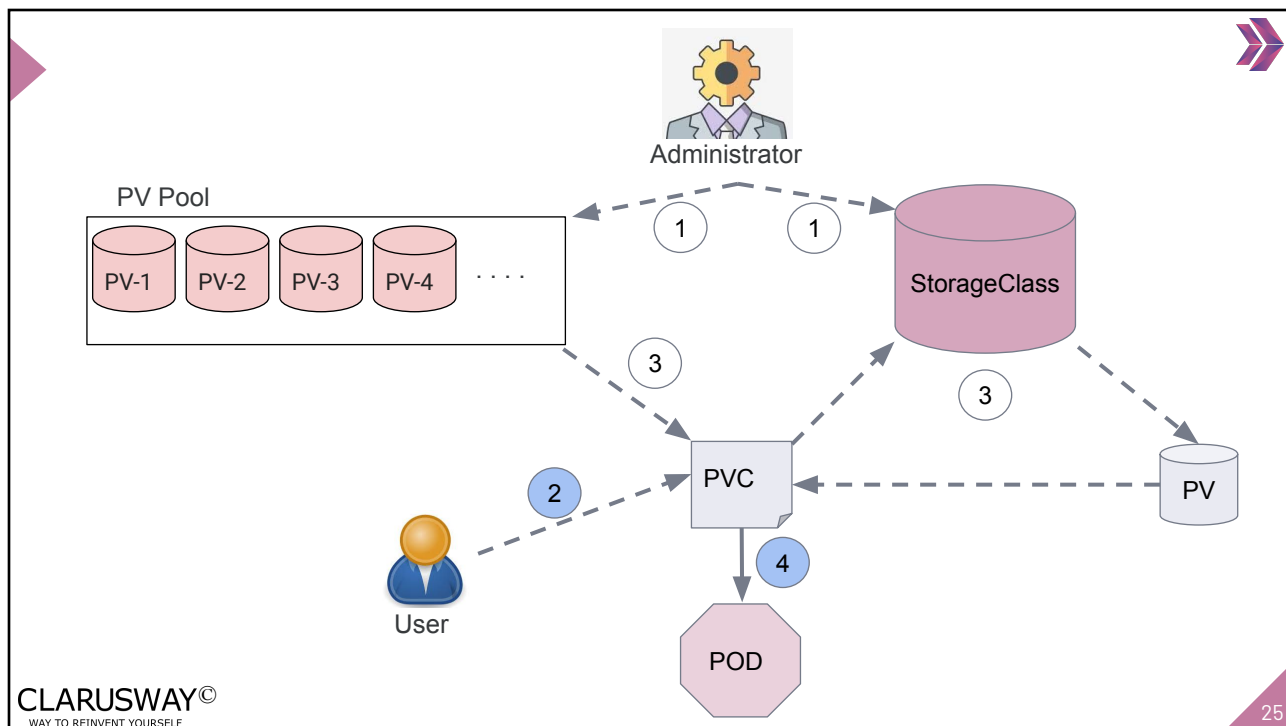 Administrator
PV Pool
1
1
PV-1
PV-2
PV-3
PV-4
. . . .
StorageClass
3
3
PVC
PV
2
4
User
POD
CLARUSWAY©
WAY TO REINVENT YOURSELF
25